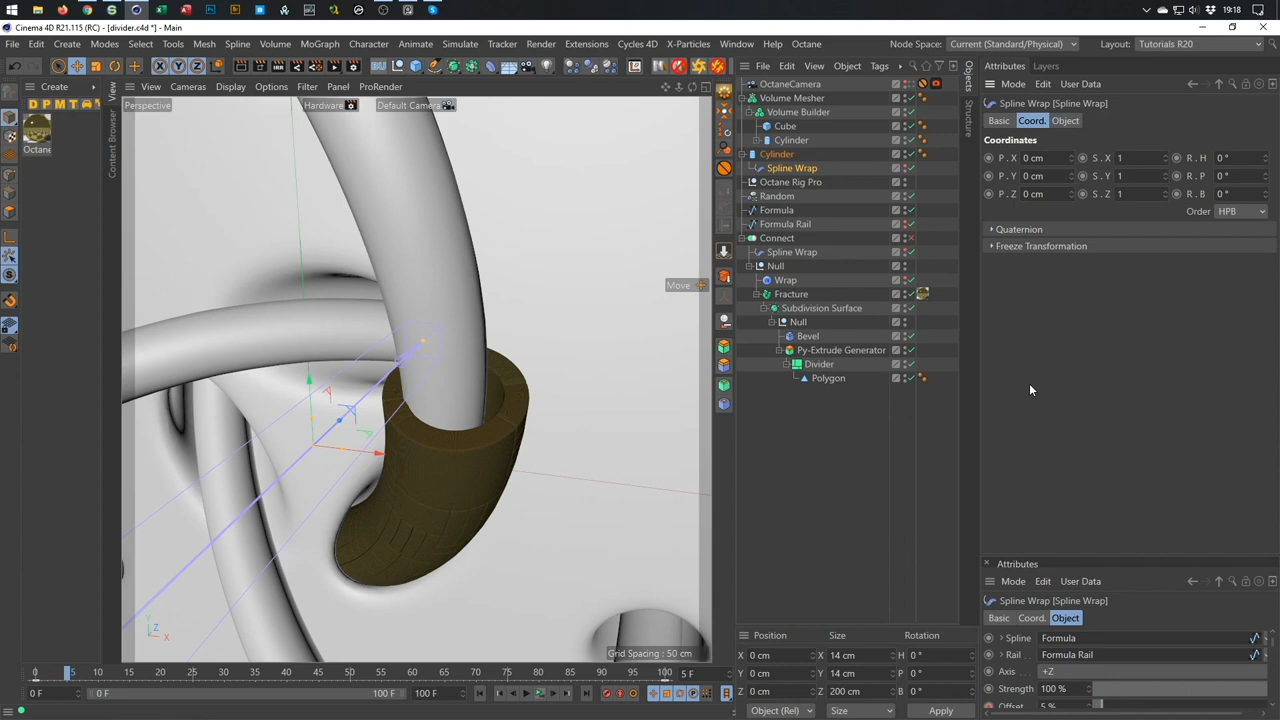 19:18
Cinema 4D R21.115 (RC) - [divider.c4d *] - Main
File Edit Create Modes Select Tools Mesh Spline Volume MoGraph Character Animate Simulate Tracker Render Extensions Cycles 4D X-Particles Window Help Octane Node Space: Current (Standard/Physical) Layout: Tutorials R20
X Y Z
Create View Cameras Display Options Filter Panel ProRender
D P M T
Octane
View
Content Browser
Perspective Hardware Default Camera
Move
Grid Spacing : 50 cm
Y
Z
X
File Edit View Object Tags
OctaneCamera
Volume Mesher
Volume Builder
Cube
Cylinder
Cylinder
Spline Wrap
Octane Rig Pro
Random
Formula
Formula Rail
Connect
Spline Wrap
Null
Wrap
Fracture
Subdivision Surface
Null
Bevel
Py-Extrude Generator
Divider
Polygon
Objects
Structure
Attributes Layers
Mode Edit User Data
Spline Wrap [Spline Wrap]
Basic Coord. Object
Coordinates
P . X 0 cm S . X 1 R . H 0 °
P . Y 0 cm S . Y 1 R . P 0 °
P . Z 0 cm S . Z 1 R . B 0 °
Order HPB
Quaternion
Freeze Transformation
Attributes
Mode Edit User Data
Spline Wrap [Spline Wrap]
Basic Coord. Object
Spline Formula
Rail Formula Rail
Axis +Z
Strength 100 %
Offset 5 %
Position Size Rotation
X 0 cm X 14 cm H 0 °
Y 0 cm Y 14 cm P 0 °
Z 0 cm Z 200 cm B 0 °
Object (Rel) Size Apply
0 5 10 15 20 25 30 35 40 45 50 55 60 65 70 75 80 85 90 95 100 5 F
0 F 0 F 100 F 100 F